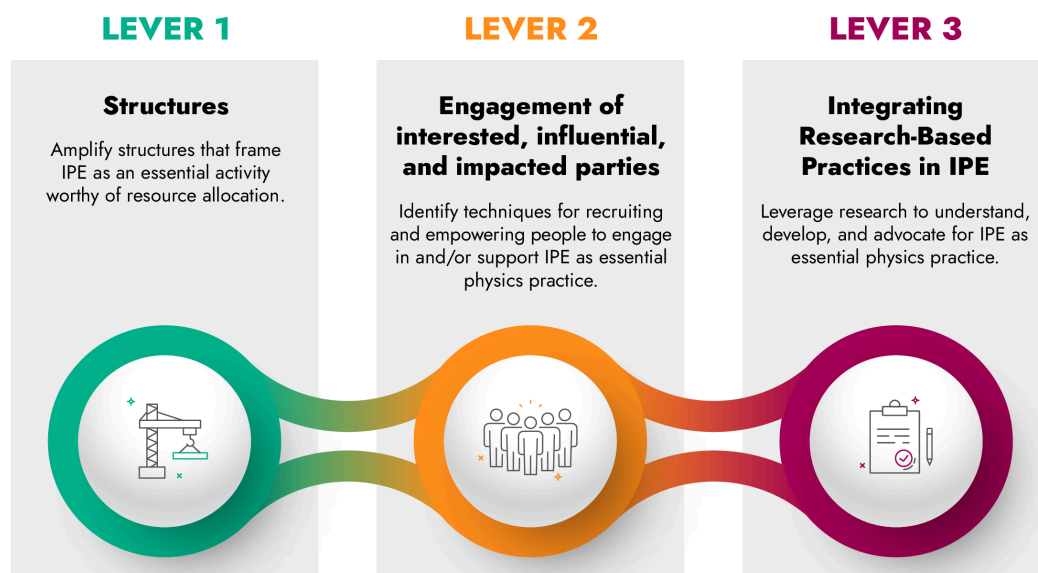 LEVER 1
Structures
Amplify structures that frame
IPE as an essential activity
worthy of resource allocation.
LEVER 2
Engagement of
interested, influential,
and impacted parties
Identify techniques for recruiting
and empowering people to engage
in and/or support IPE as essential
physics practice.
LEVER 3
Integrating
Research-Based
Practices in IPE
Leverage research to understand,
develop, and advocate for IPE as
essential physics practice.